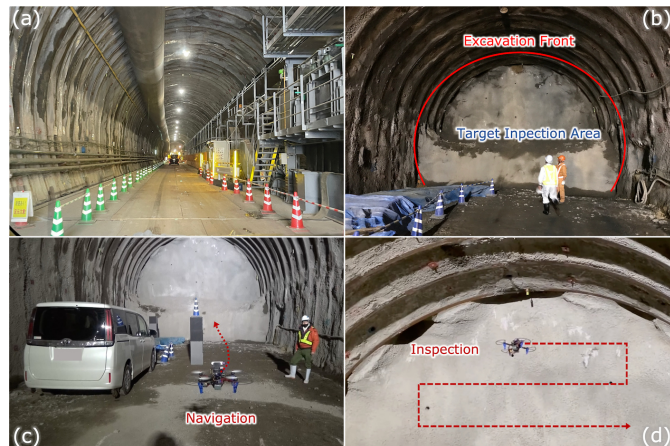 (a)
(b)
Excavation Front
Target Inpection Area
(c)
Navigation
(d)
Inspection